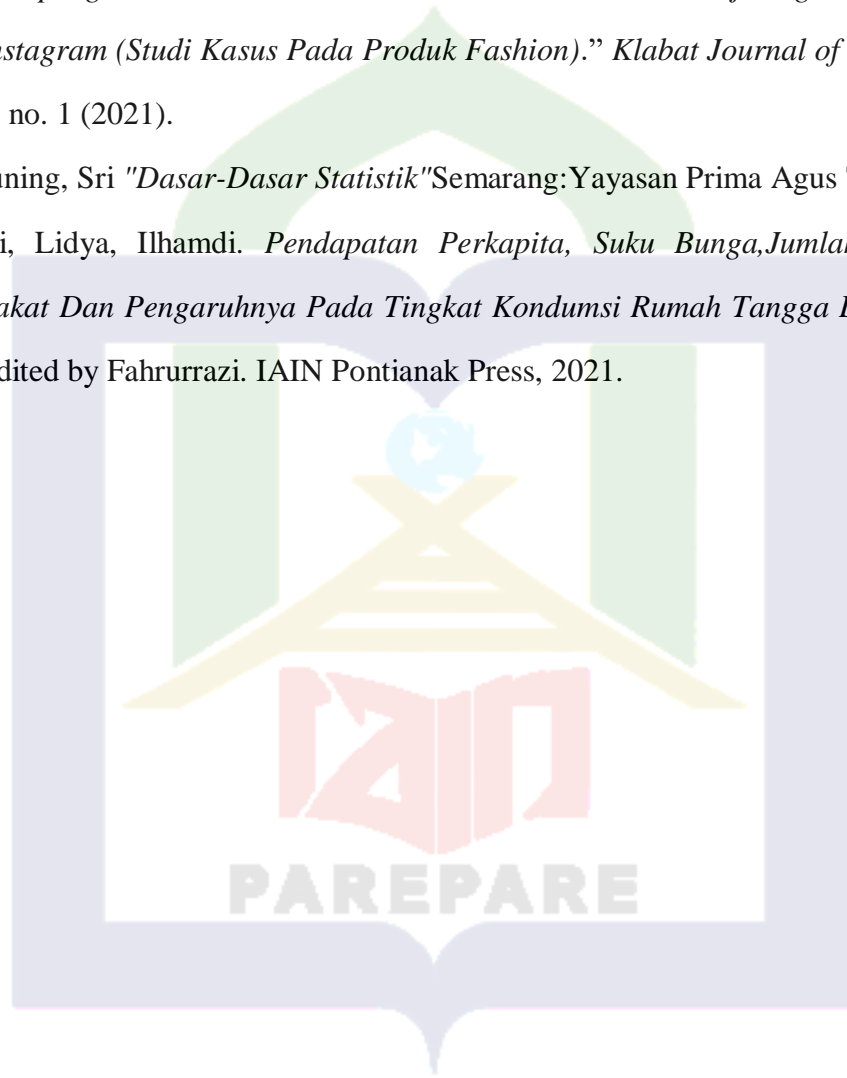 nstagram (Studi Kasus Pada Produk Fashion).” Klabat Journal of
no. 1 (2021).
uning, Sri "Dasar-Dasar Statistik"Semarang:Yayasan Prima Agus
i, Lidya, Ilhamdi. Pendapatan Perkapita, Suku Bunga,Jumlah
akat Dan Pengaruhnya Pada Tingkat Kondumsi Rumah Tangga
dited by Fahrurrazi. IAIN Pontianak Press, 2021.
iain
PAREPARE